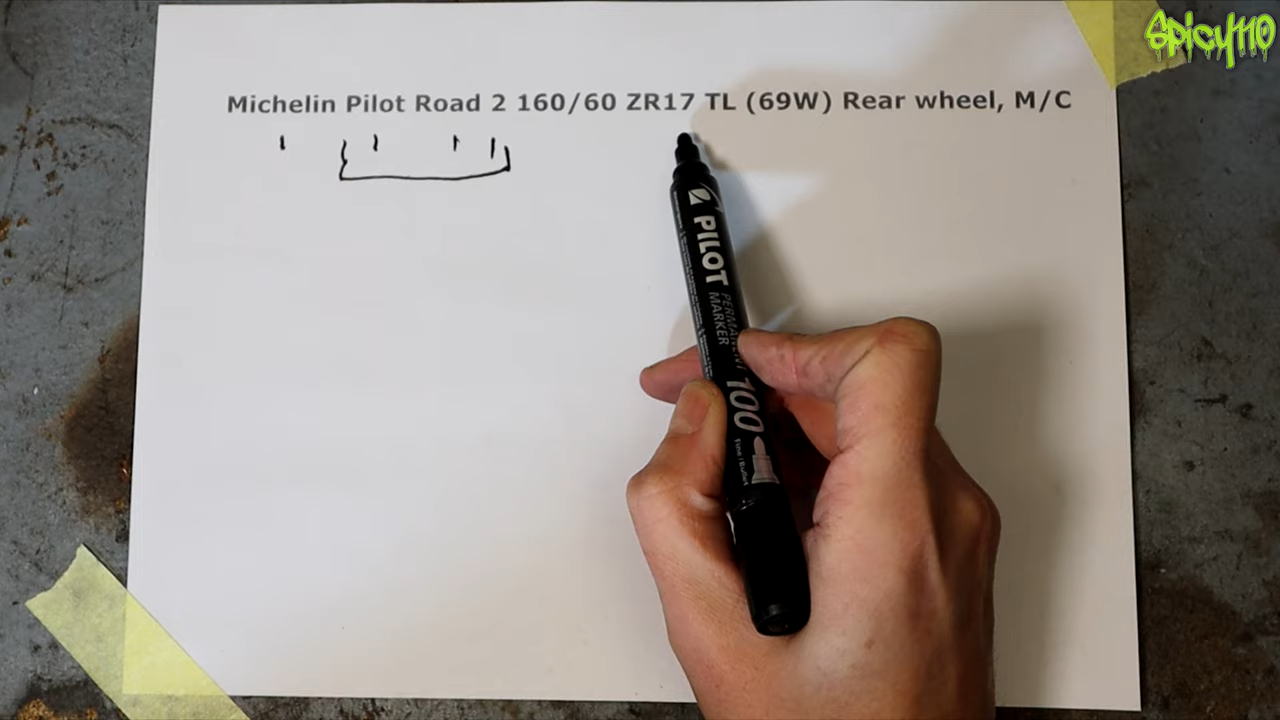 Spicy110
Michelin Pilot Road 2 160/60 ZR17 TL (69W) Rear wheel, M/C
PILOT
PERMANENT
MARKER
100